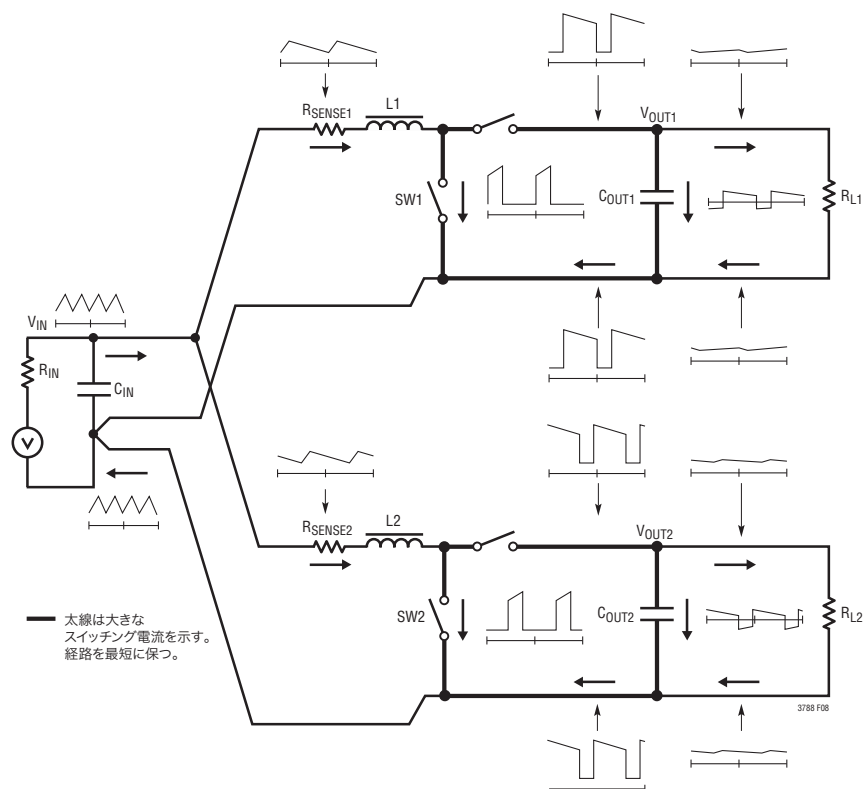 RSENSE1
L1
VOUT1
SW1
COUT1
RL1
VIN
RIN
CIN
V
RSENSE2
L2
VOUT2
SW2
COUT2
RL2
太線は大きな
スイッチング電流を示す。
経路を最短に保つ。
3788 F08